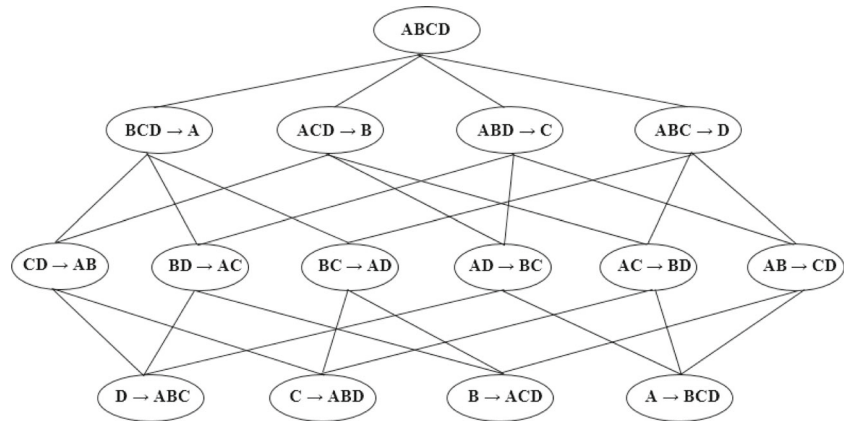 ABCD
BCD → A
ACD → B
ABD → C
ABC → D
CD → AB
BD → AC
BC → AD
AD → BC
AC → BD
AB → CD
D → ABC
C → ABD
B → ACD
A → BCD